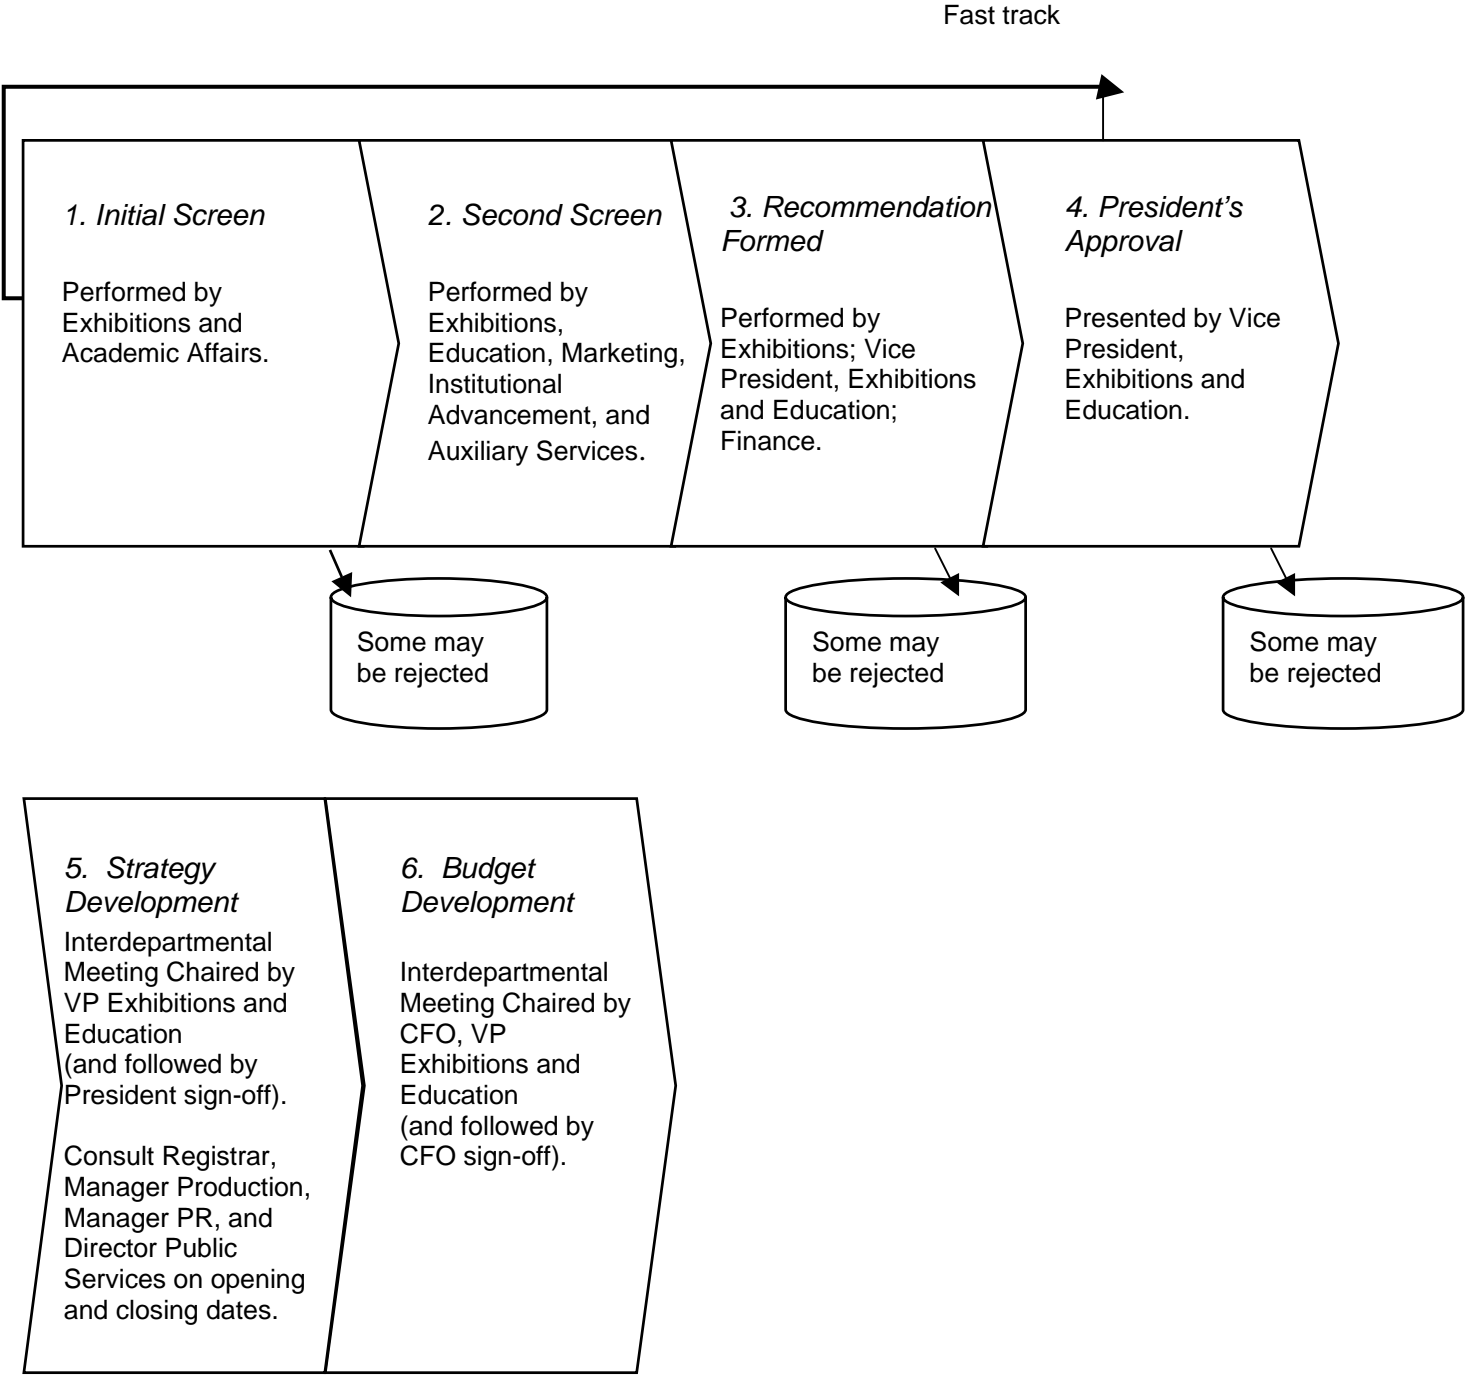 Fast track
1. Initial Screen
Performed by
Exhibitions and
Academic Affairs.
2. Second Screen
Performed by
Exhibitions,
Education, Marketing,
Institutional
Advancement, and
Auxiliary Services.
3. Recommendation
Formed
Performed by
Exhibitions; Vice
President, Exhibitions
and Education;
Finance.
4. President’s
Approval
Presented by Vice
President,
Exhibitions and
Education.
Some may
be rejected
Some may
be rejected
Some may
be rejected
5. Strategy
Development
Interdepartmental
Meeting Chaired by
VP Exhibitions and
Education
(and followed by
President sign-off).
Consult Registrar,
Manager Production,
Manager PR, and
Director Public
Services on opening
and closing dates.
6. Budget
Development
Interdepartmental
Meeting Chaired by
CFO, VP
Exhibitions and
Education
(and followed by
CFO sign-off).